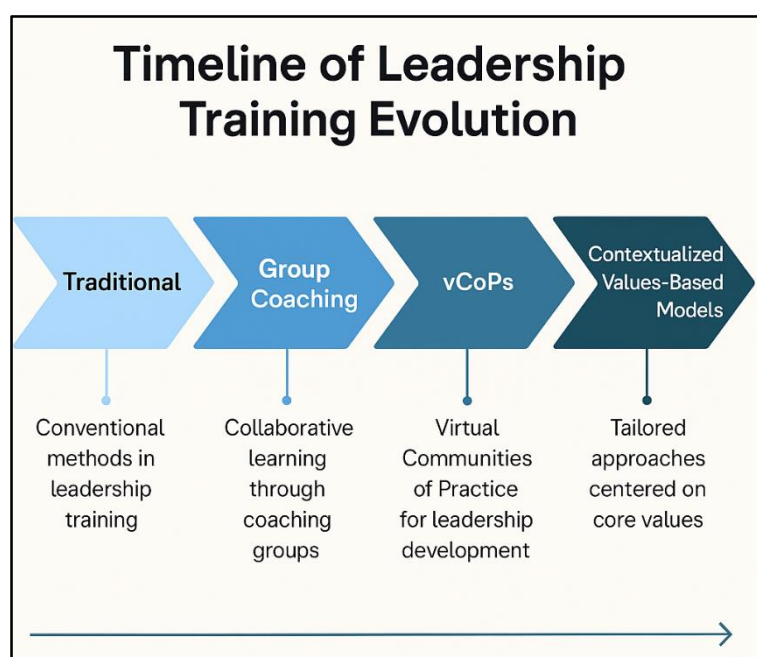 Timeline of Leadership
Training Evolution
Traditional
Group
Coaching
vCoPs
Contextualized
Values-Based
Models
Conventional
methods in
leadership
training
Collaborative
learning
through
coaching
groups
Virtual
Communities
of Practice
for leadership
development
Tailored
approaches
centered on
core values